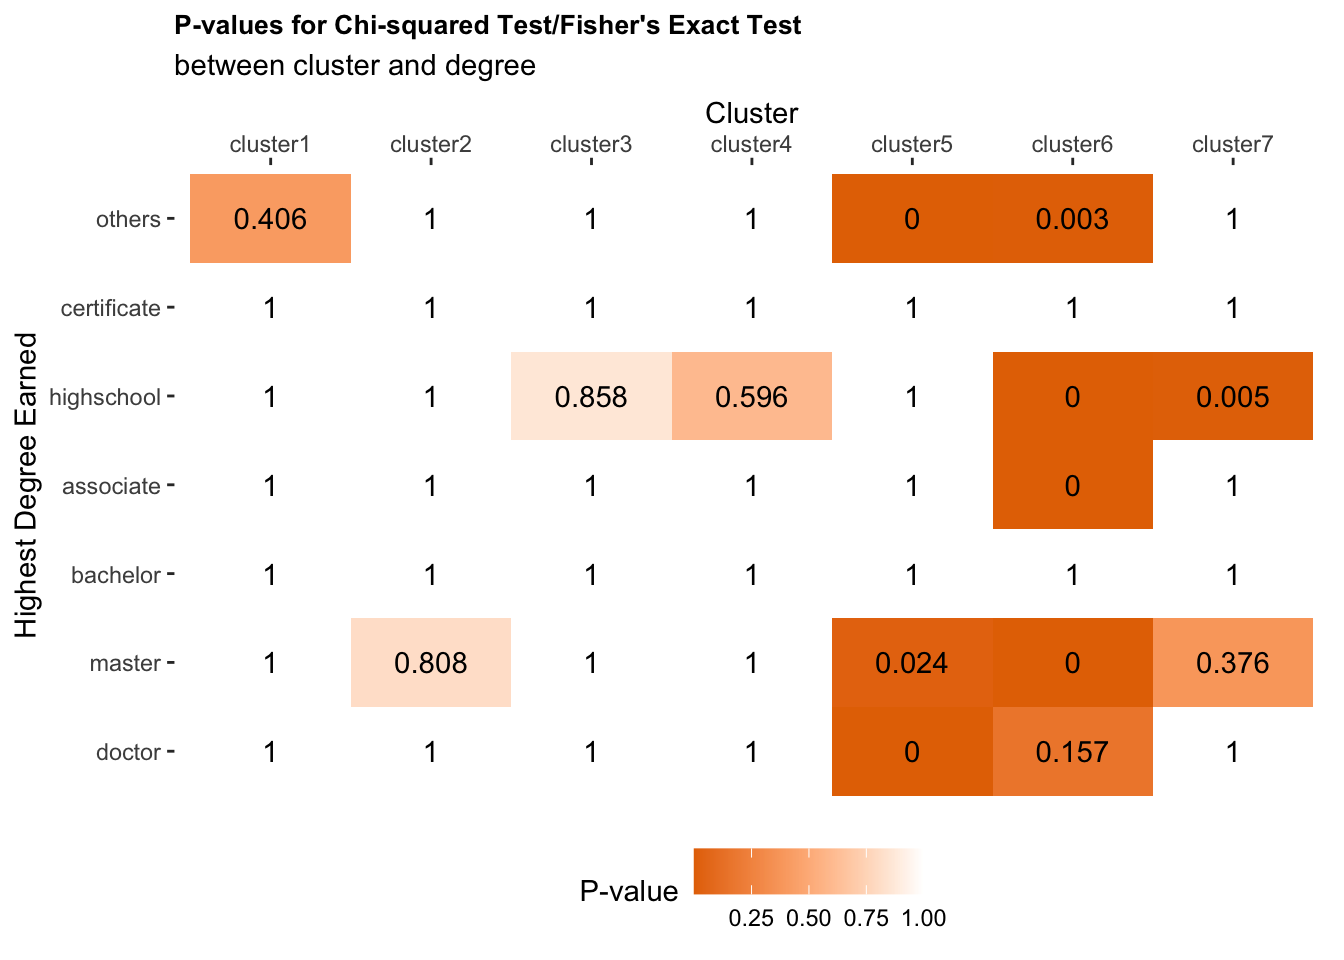 P-values for Chi-squared Test/Fisher's Exact Test
between cluster and degree
Cluster
cluster1 cluster2 cluster3 cluster4 cluster5 cluster6 cluster7
others 0.406 1 1 1 0 0.003 1
certificate 1 1 1 1 1 1 1
highschool 1 1 0.858 0.596 1 0 0.005
associate 1 1 1 1 1 0 1
bachelor 1 1 1 1 1 1 1
master 1 0.808 1 1 0.024 0 0.376
doctor 1 1 1 1 0 0.157 1
Highest Degree Earned
P-value
0.25 0.50 0.75 1.00